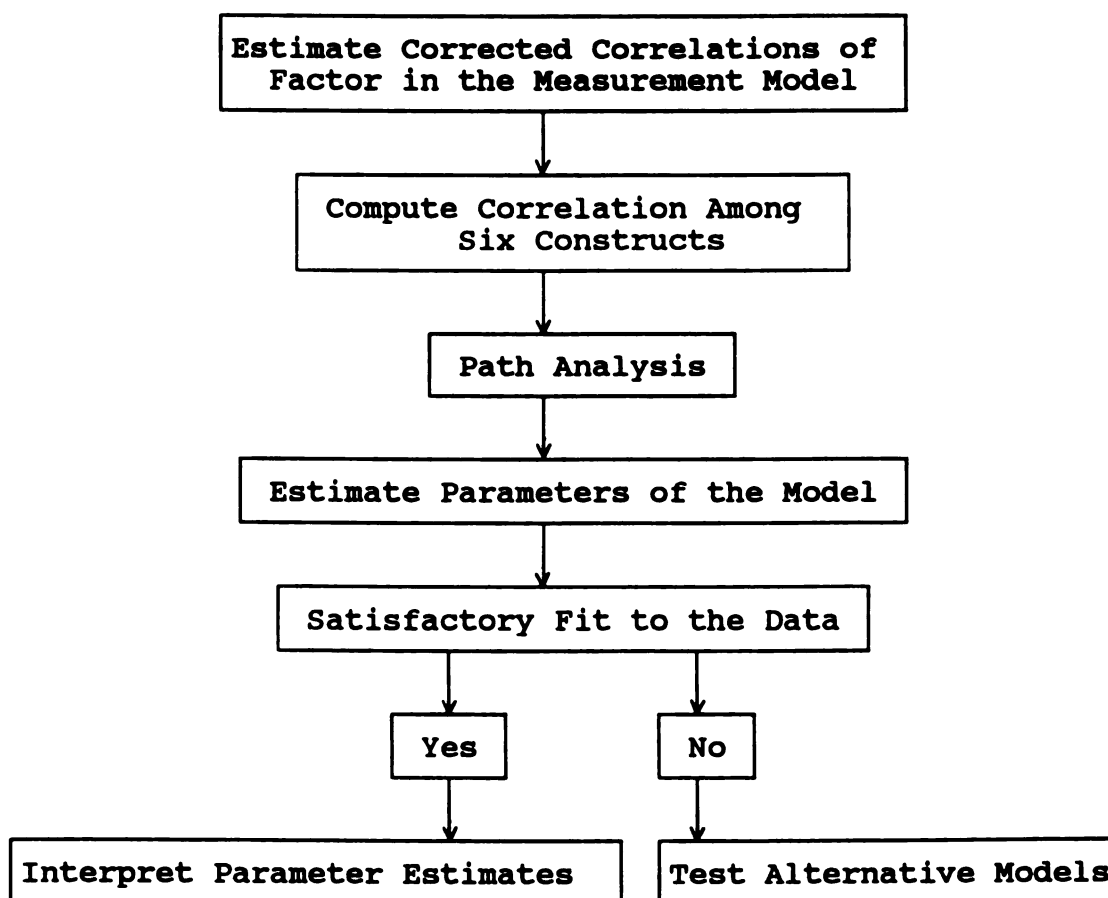 Estimate Corrected Correlations of
Factor in the Measurement Model
Compute Correlation Among
Six Constructs
Path Analysis
Estimate Parameters of the Model
Satisfactory Fit to the Data
Yes
No
Interpret Parameter Estimates
Test Alternative Models